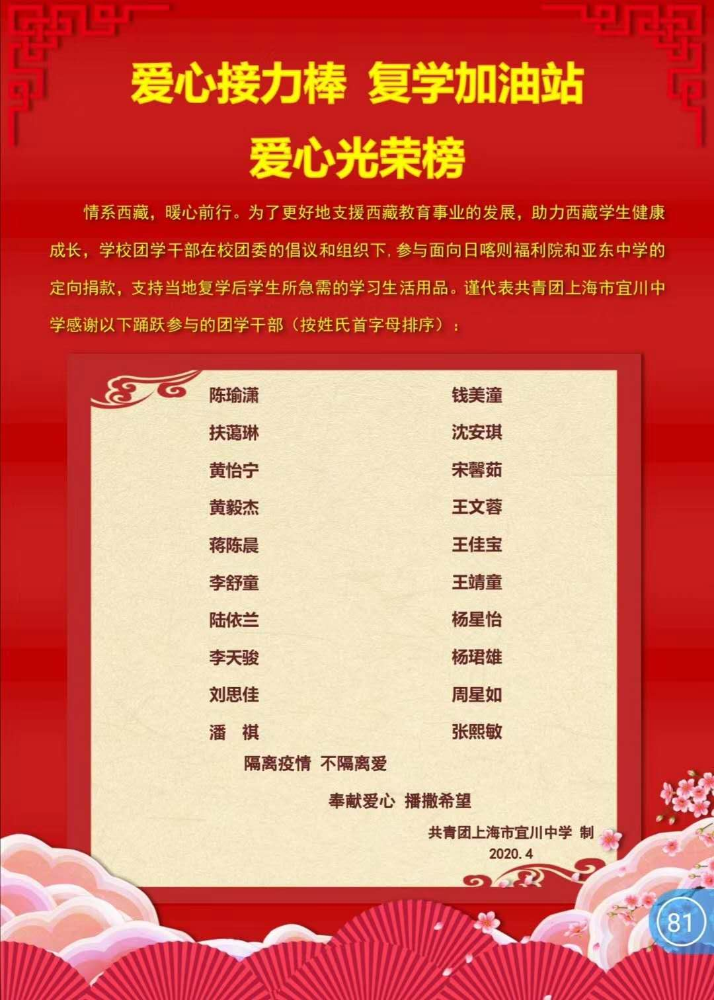 爱心接力棒 复学加油站
爱心光荣榜
情系西藏，暖心前行。为了更好地支援西藏教育事业的发展，助力西藏学生健康
成长，学校团学干部在校团委的倡议和组织下,参与面向日喀则福利院和亚东中学的
定向捐款，支持当地复学后学生所急需的学习生活用品。谨代表共青团上海市宜川中
学感谢以下踊跃参与的团学干部（按姓氏首字母排序）：
陈瑜潇 钱美潼
扶蔼琳 沈安琪
黄怡宁 宋馨茹
黄毅杰 王文蓉
蒋陈晨 王佳宝
李舒童 王靖童
陆依兰 杨星怡
李天骏 杨珺雄
刘思佳 周星如
潘 祺 张熙敏
隔离疫情 不隔离爱
奉献爱心 播撒希望
共青团上海市宜川中学 制
2020.4
81